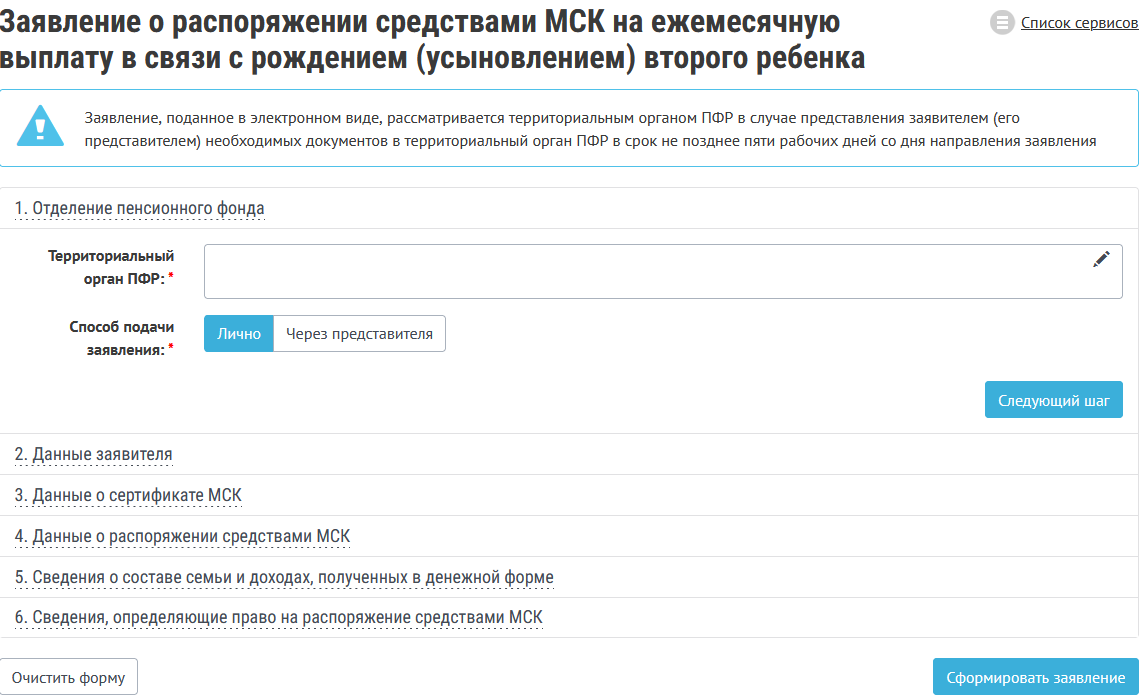 Заявление о распоряжении средствами МСК на ежемесячную
выплату в связи с рождением (усыновлением) второго ребенка
Список сервисов
Заявление, поданное в электронном виде, рассматривается территориальным органом ПФР в случае представления заявителем (его
представителем) необходимых документов в территориальный орган ПФР в срок не позднее пяти рабочих дней со дня направления заявления
1. Отделение пенсионного фонда
Территориальный
орган ПФР: *
Способ подачи
заявления: *
Лично
Через представителя
Следующий шаг
2. Данные заявителя
3. Данные о сертификате МСК
4. Данные о распоряжении средствами МСК
5. Сведения о составе семьи и доходах, полученных в денежной форме
6. Сведения, определяющие право на распоряжение средствами МСК
Очистить форму
Сформировать заявление